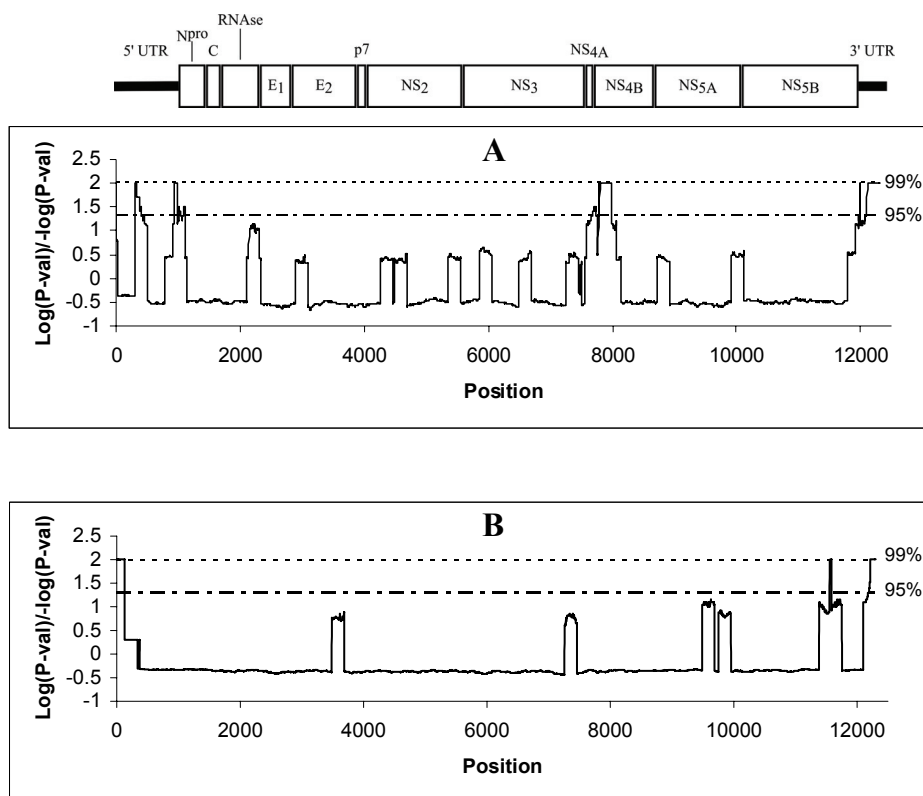 RNAse
Npro C p7 NS4A
5' UTR 3' UTR
E1 E2 NS2 NS3 NS4B NS5A NS5B
A
Log(P-val)/-log(P-val)
2.5
2
1.5
1
0.5
0
-0.5
-1
99%
95%
0 2000 4000 6000 8000 10000 12000
Position
B
Log(P-val)/-log(P-val)
2.5
2
1.5
1
0.5
0
-0.5
-1
99%
95%
0 2000 4000 6000 8000 10000 12000
Position